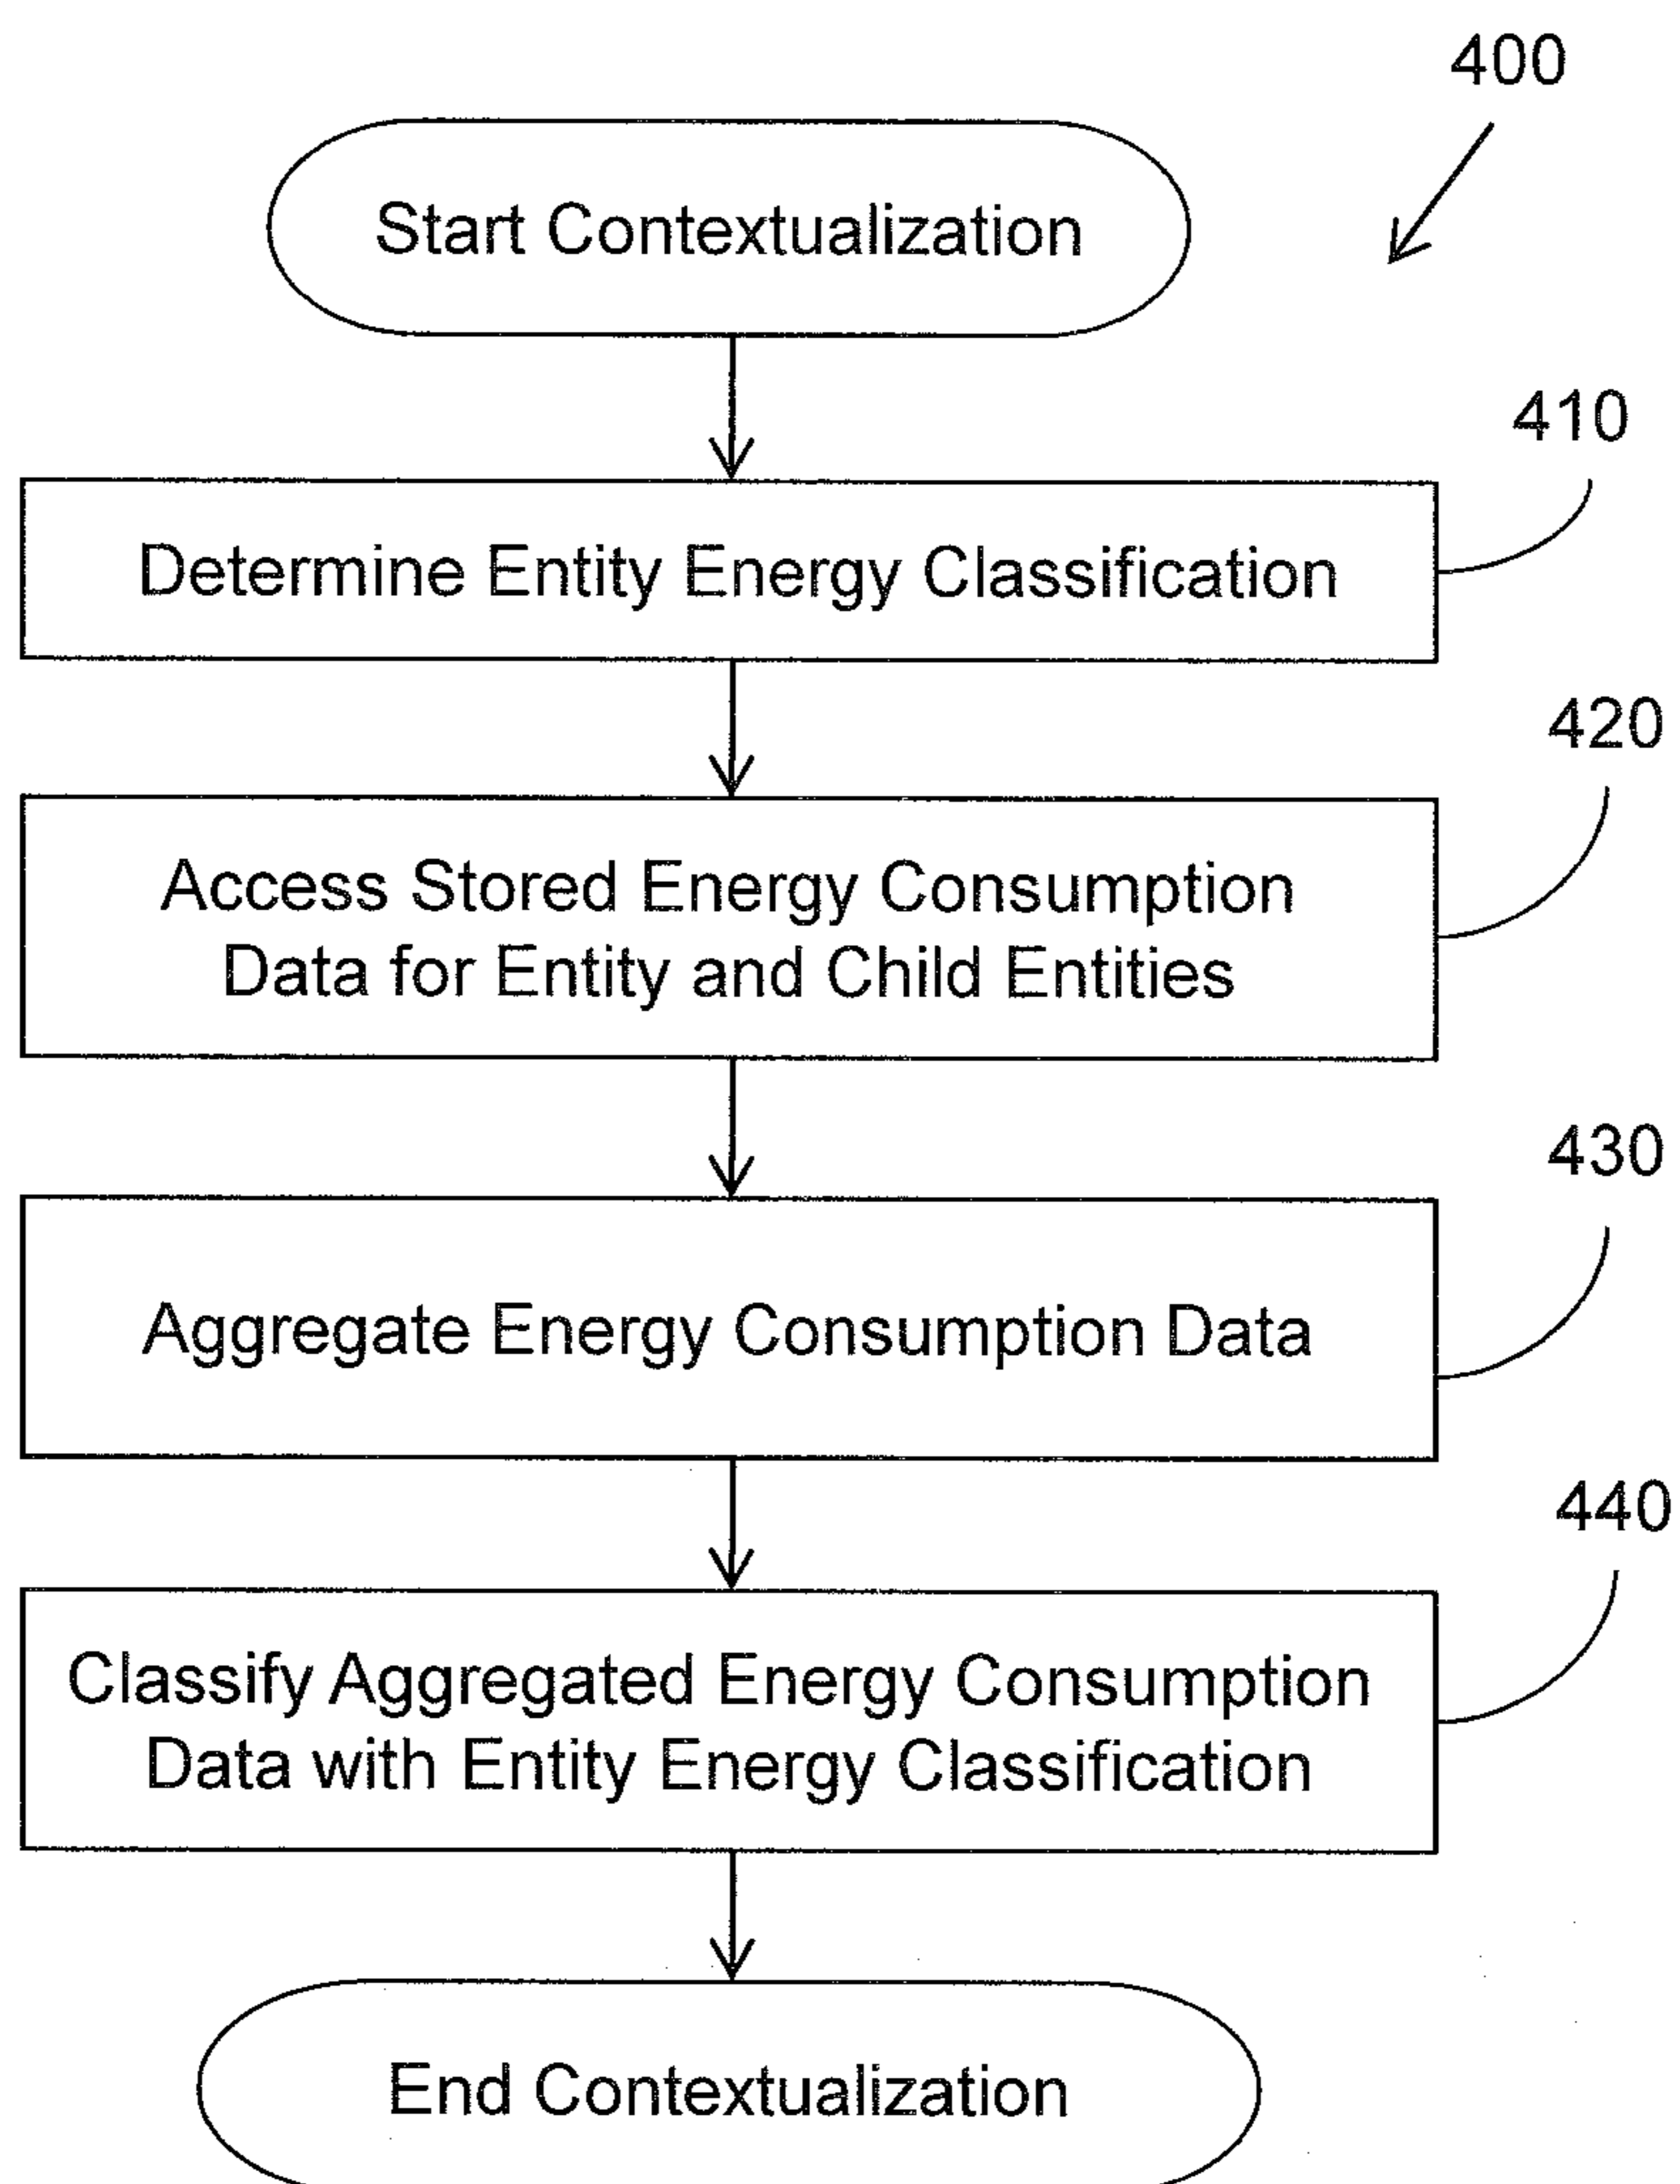 400
Start Contextualization
410
Determine Entity Energy Classification
420
Access Stored Energy Consumption
Data for Entity and Child Entities
430
Aggregate Energy Consumption Data
440
Classify Aggregated Energy Consumption
Data with Entity Energy Classification
End Contextualization